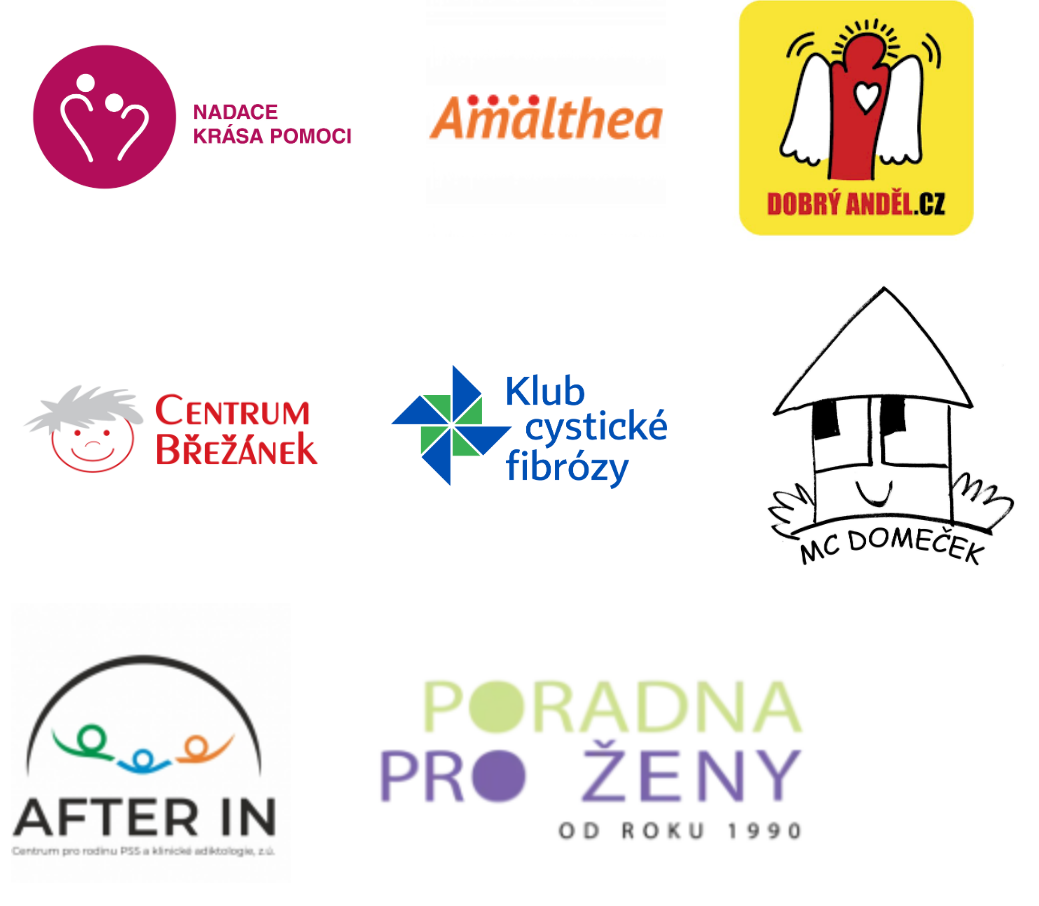 NADACE
KRÁSA POMOCI
Amalthea
DOBRÝ ANDĚL.CZ
CENTRUM
BŘEŽÁNEK
Klub
cystické
fibrózy
MC DOMEČEK
AFTER IN
Centrum pro rodinu PSS a klinické adiktologie, z.ú.
PORADNA
PRO ŽENY
OD ROKU 1990